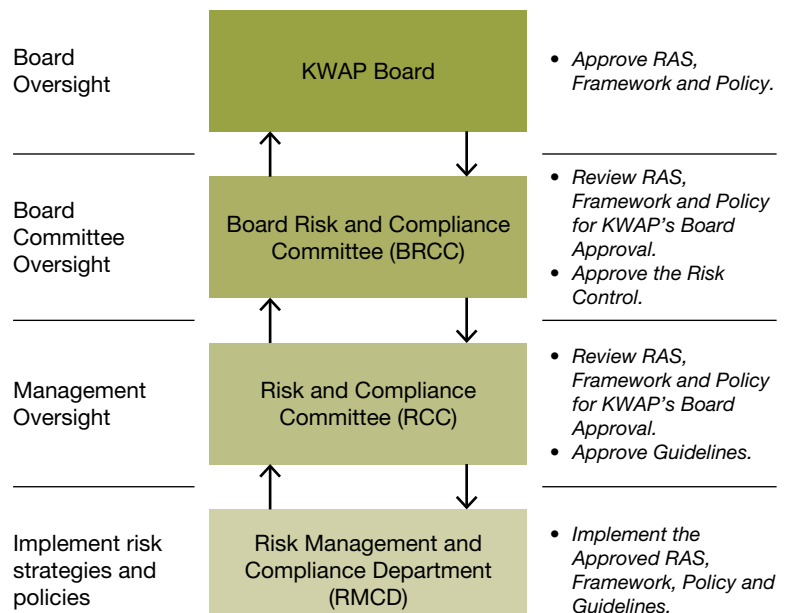 Board
Oversight
KWAP Board
• Approve RAS,
Framework and Policy.
Board
Committee
Oversight
Board Risk and Compliance
Committee (BRCC)
• Review RAS,
Framework and Policy
for KWAP's Board
Approval.
• Approve the Risk
Control.
Management
Oversight
Risk and Compliance
Committee (RCC)
• Review RAS,
Framework and Policy
for KWAP's Board
Approval.
• Approve Guidelines.
Implement risk
strategies and
policies
Risk Management and
Compliance Department
(RMCD)
• Implement the
Approved RAS,
Framework, Policy and
Guidelines.